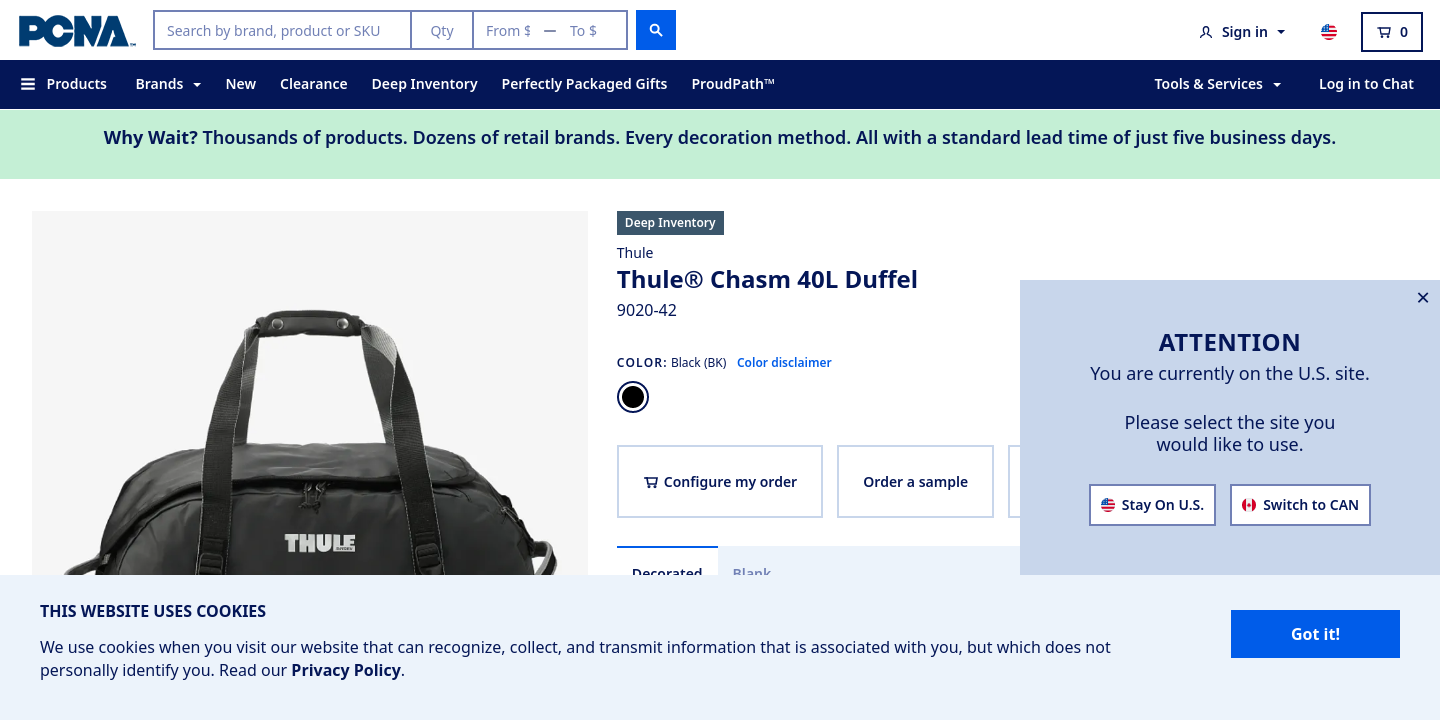 PCNA™
Search by brand, product or SKU
Qty
From $ — To $
Sign in
0
Products
Brands
New
Clearance
Deep Inventory
Perfectly Packaged Gifts
ProudPath™
Tools & Services
Log in to Chat
Why Wait? Thousands of products. Dozens of retail brands. Every decoration method. All with a standard lead time of just five business days.
Deep Inventory
Thule
Thule® Chasm 40L Duffel
9020-42
COLOR: Black (BK) Color disclaimer
Configure my order
Order a sample
Decorated
Blank
THULE
SWEDEN
ATTENTION
You are currently on the U.S. site.
Please select the site you
would like to use.
Stay On U.S.
Switch to CAN
THIS WEBSITE USES COOKIES
We use cookies when you visit our website that can recognize, collect, and transmit information that is associated with you, but which does not
personally identify you. Read our Privacy Policy.
Got it!